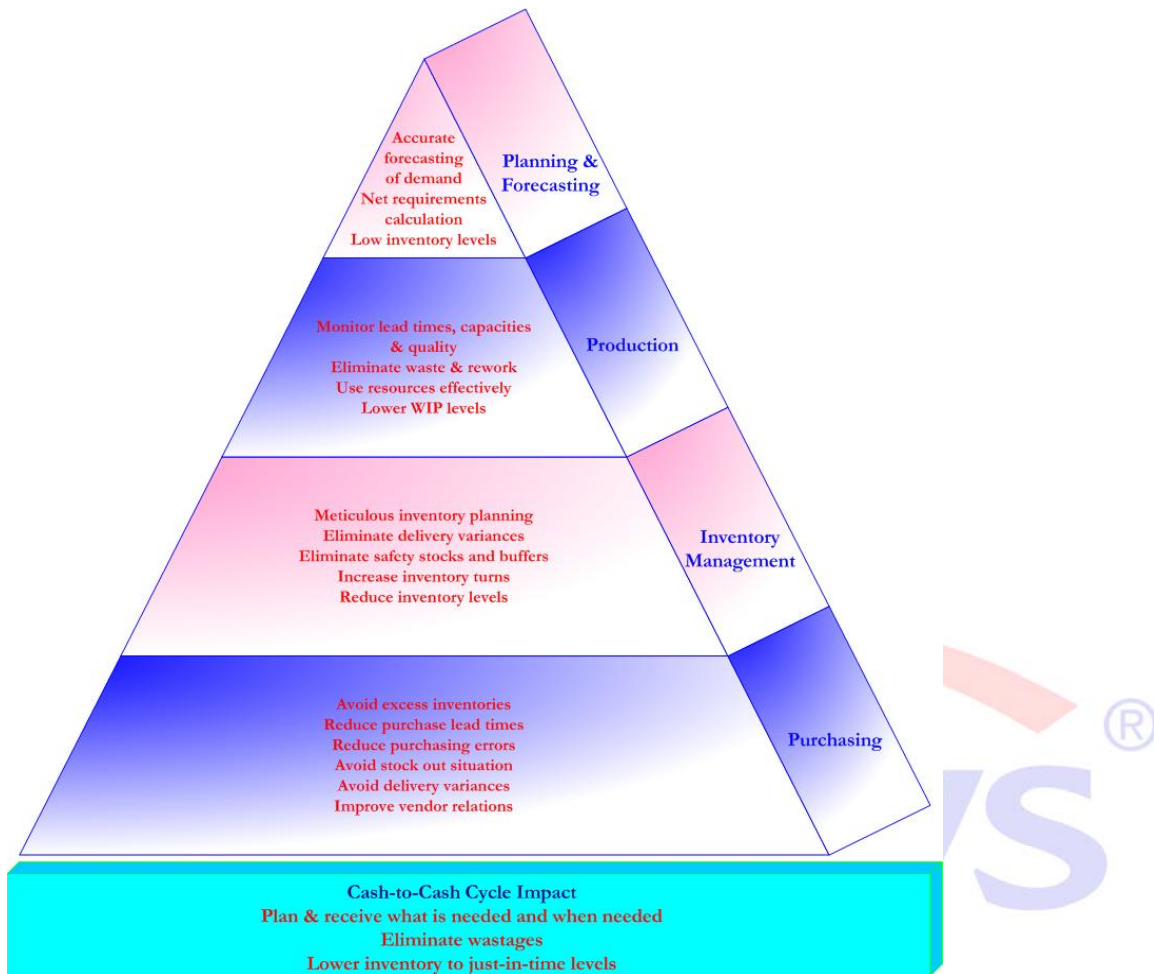 Accurate
forecasting
of demand
Net requirements
calculation
Low inventory levels
Planning &
Forecasting
Monitor lead times, capacities
& quality
Eliminate waste & rework
Use resources effectively
Lower WIP levels
Production
Meticulous inventory planning
Eliminate delivery variances
Eliminate safety stocks and buffers
Increase inventory turns
Reduce inventory levels
Inventory
Management
Avoid excess inventories
Reduce purchase lead times
Reduce purchasing errors
Avoid stock out situation
Avoid delivery variances
Improve vendor relations
Purchasing
®
Cash-to-Cash Cycle Impact
Plan & receive what is needed and when needed
Eliminate wastages
Lower inventory to just-in-time levels